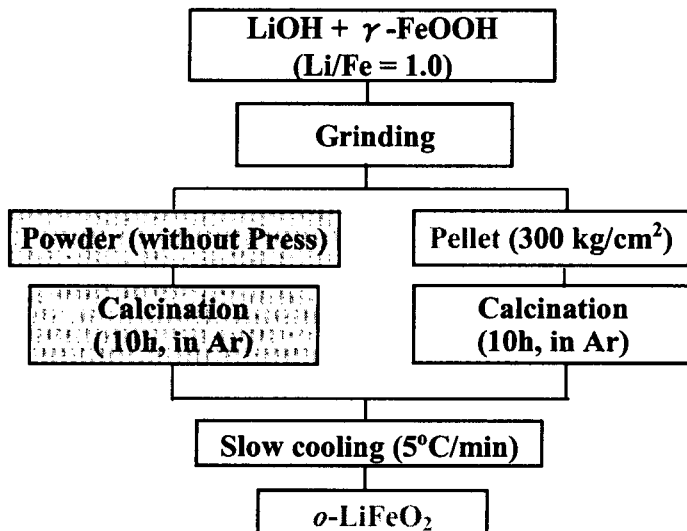 LiOH + γ-FeOOH
(Li/Fe = 1.0)
Grinding
Powder (without Press)
Pellet (300 kg/cm²)
Calcination
( 10h, in Ar)
Calcination
(10h, in Ar)
Slow cooling (5°C/min)
o-LiFeO₂